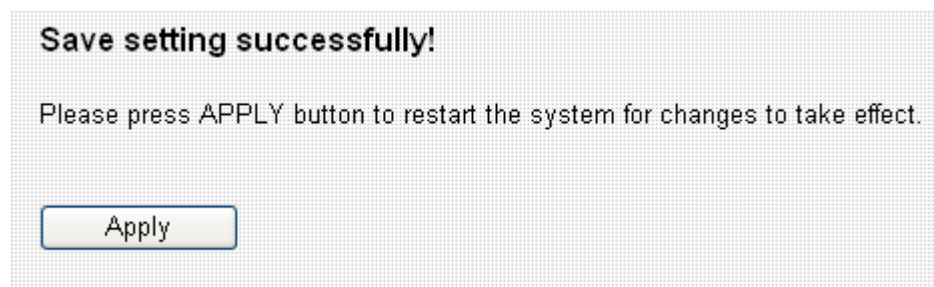 Save setting successfully!
Please press APPLY button to restart the system for changes to take effect.
Apply